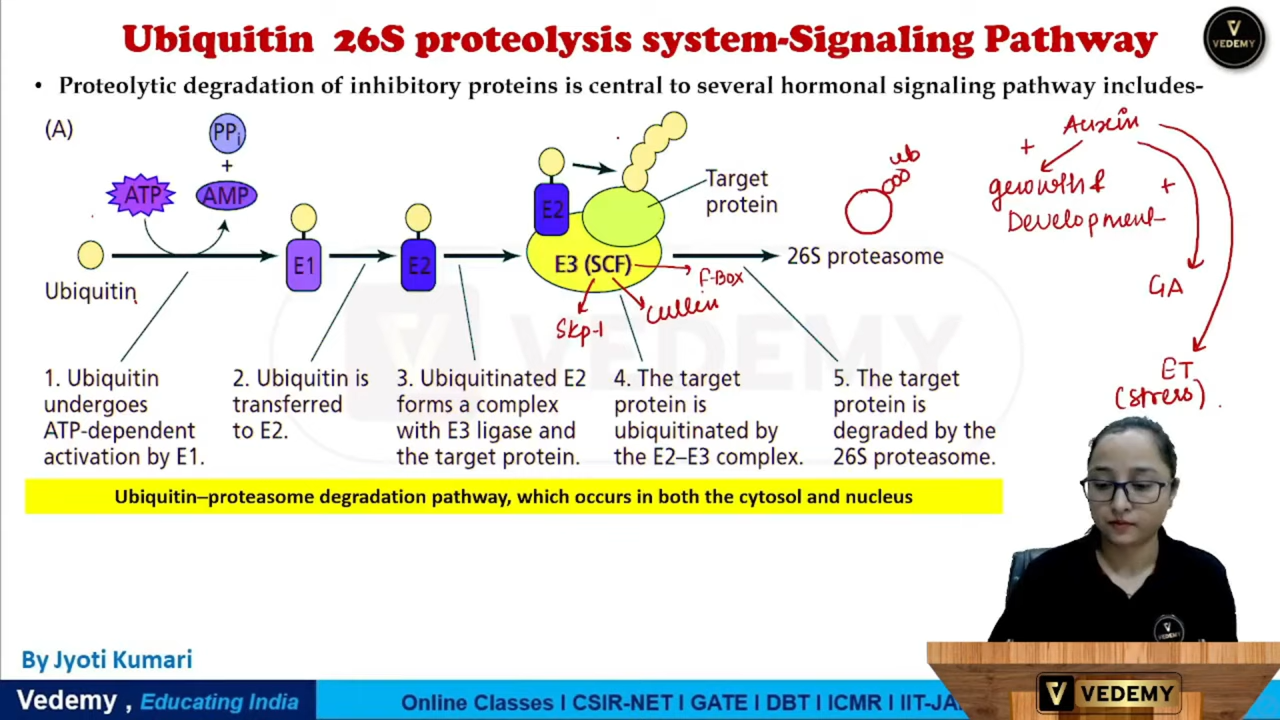 Ubiquitin 26S proteolysis system-Signaling Pathway
V
VEDEMY
• Proteolytic degradation of inhibitory proteins is central to several hormonal signaling pathway includes-
(A)
PPi
+
ATP
AMP
Ubiquitin
E1
E2
E2
E3 (SCF)
Target
protein
26S proteasome
ub
F-Box
Cullin
Skp-1
Auxin
+
growth &
Development
+
GA
ET
(stress)
1. Ubiquitin
undergoes
ATP-dependent
activation by E1.
2. Ubiquitin is
transferred
to E2.
3. Ubiquitinated E2
forms a complex
with E3 ligase and
the target protein.
4. The target
protein is
ubiquitinated by
the E2–E3 complex.
5. The target
protein is
degraded by the
26S proteasome.
VEDEMY
Ubiquitin–proteasome degradation pathway, which occurs in both the cytosol and nucleus
By Jyoti Kumari
Vedemy , Educating India
Online Classes I CSIR-NET I GATE I DBT I ICMR I IIT-JA
V VEDEMY